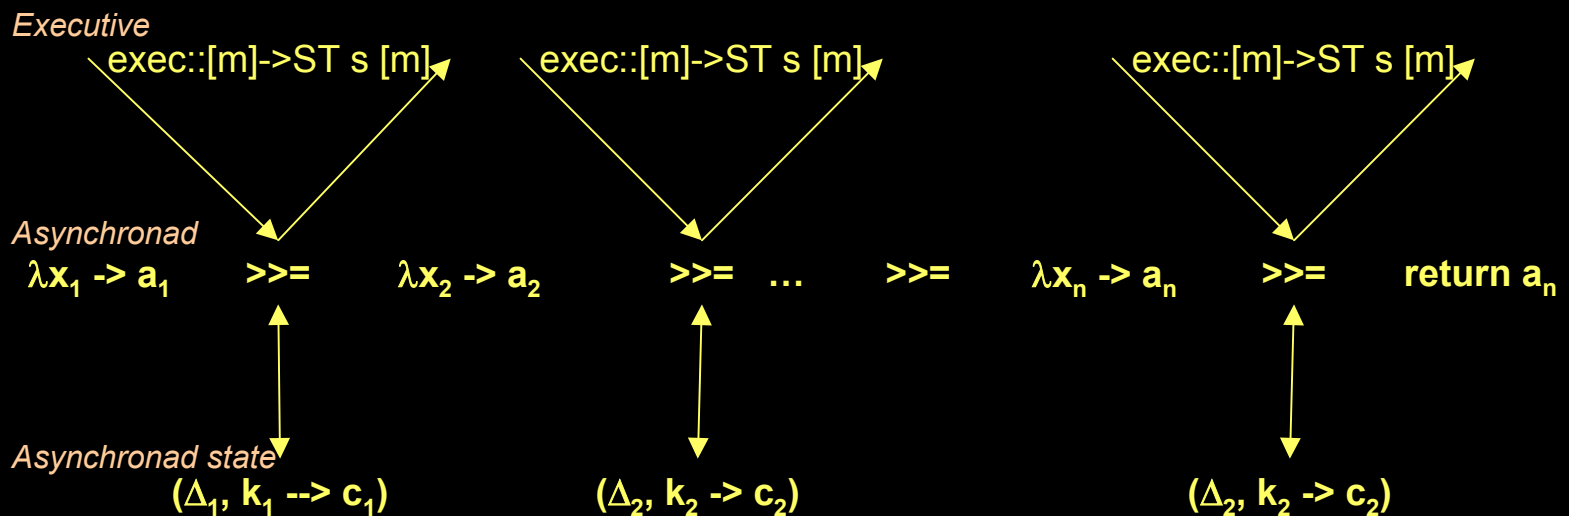 Executive
exec::[m]->ST s [m] exec::[m]->ST s [m] exec::[m]->ST s [m]
Asynchronad
λx₁ -> a₁ >>= λx₂ -> a₂ >>= … >>= λxₙ -> aₙ >>= return aₙ
Asynchronad state
(Δ₁, k₁ --> c₁) (Δ₂, k₂ -> c₂) (Δ₂, k₂ -> c₂)